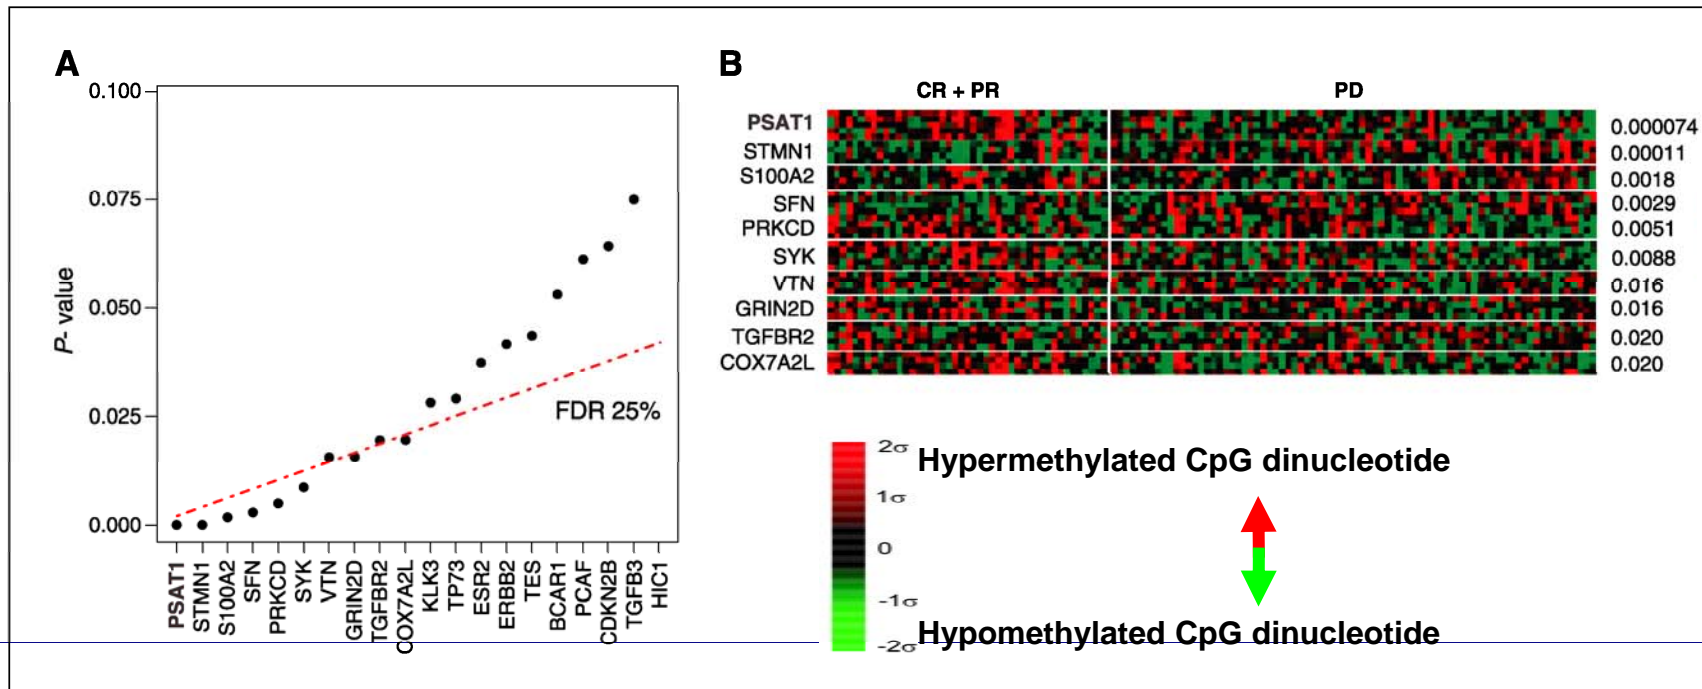 A
0.100
0.075
0.050
0.025
0.000
P- value
FDR 25%
PSAT1
STMN1
S100A2
SFN
PRKCD
SYK
VTN
GRIN2D
TGFBR2
COX7A2L
KLK3
TP73
ESR2
ERBB2
TES
BCAR1
PCAF
CDKN2B
TGFB3
HIC1
B
CR + PR PD
PSAT1 0.000074
STMN1 0.00011
S100A2 0.0018
SFN 0.0029
PRKCD 0.0051
SYK 0.0088
VTN 0.016
GRIN2D 0.016
TGFBR2 0.020
COX7A2L 0.020
2σ Hypermethylated CpG dinucleotide
1σ
0
-1σ
-2σ Hypomethylated CpG dinucleotide